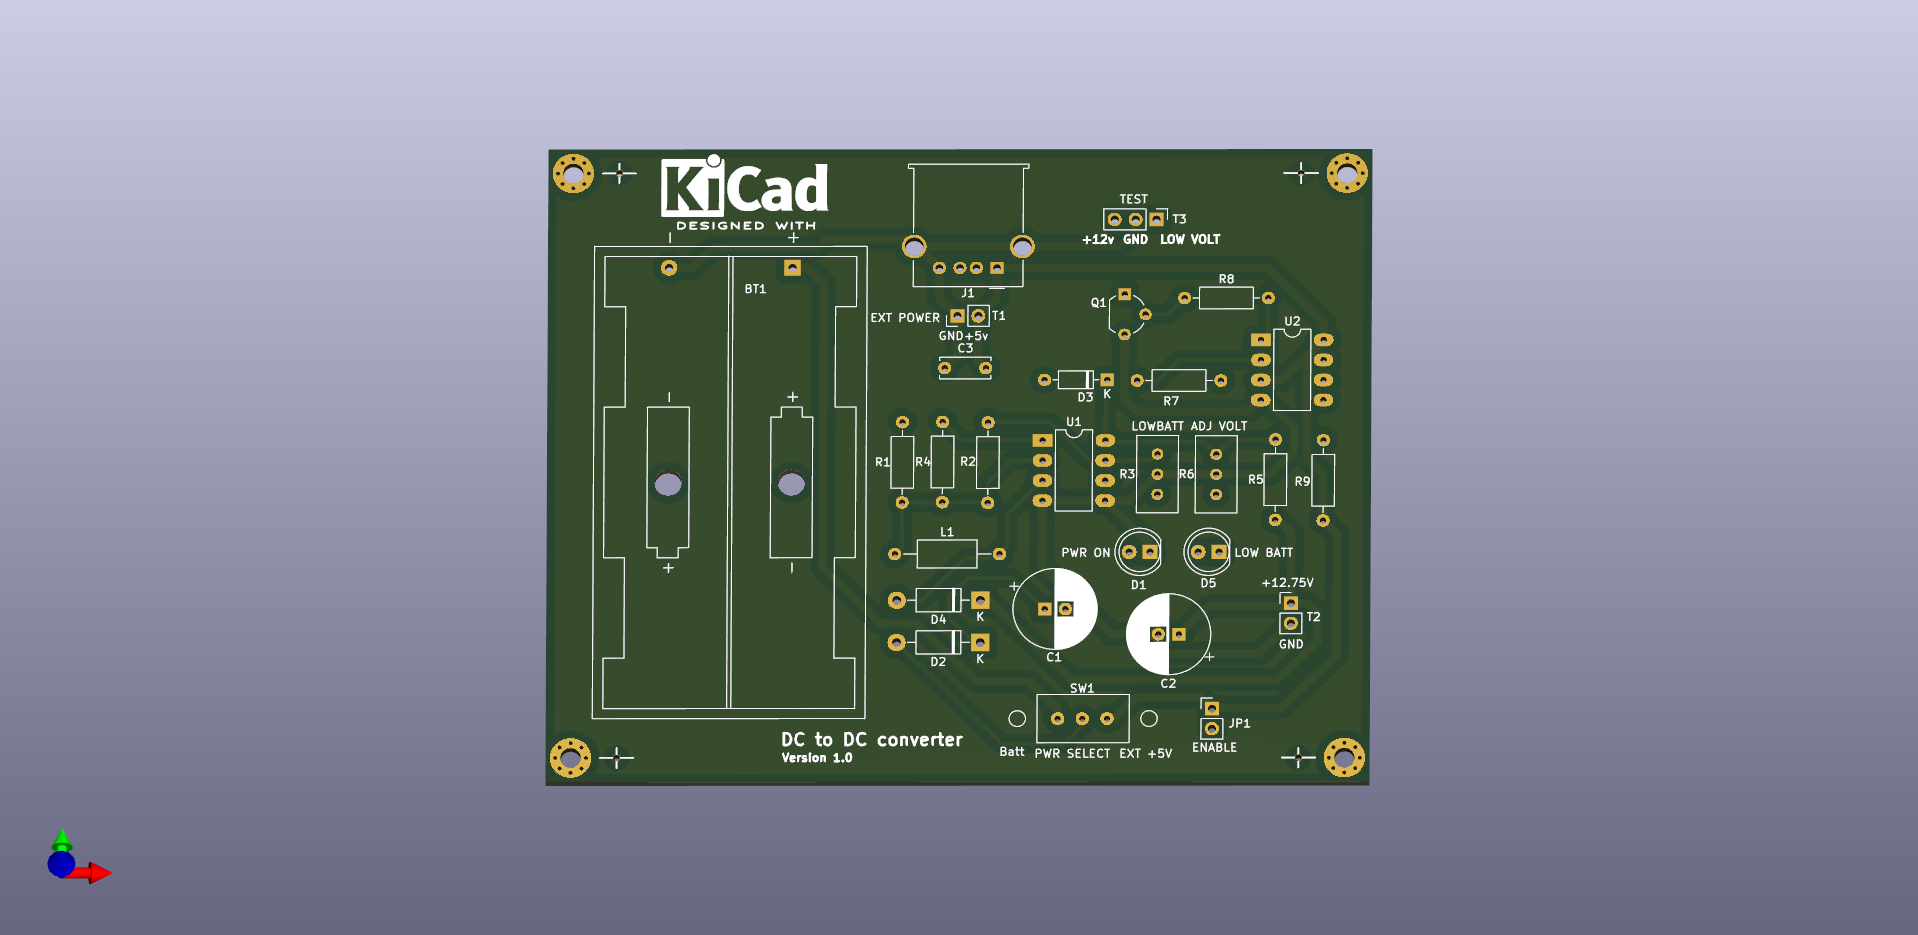 KiCad
DESIGNED WITH
TEST
T3
+12v GND LOW VOLT
− +
BT1
J1
EXT POWER
T1
GND+5v
C3
Q1
R8
U2
D3
K
R7
− +
U1
LOWBATT ADJ VOLT
R1
R4
R2
R3
R6
R5
R9
L1
PWR ON
LOW BATT
D1
D5
+ −
+12.75V
+
D4
K
T2
GND
D2
K
C1
+
C2
SW1
JP1
ENABLE
DC to DC converter
Version 1.0
Batt PWR SELECT EXT +5V